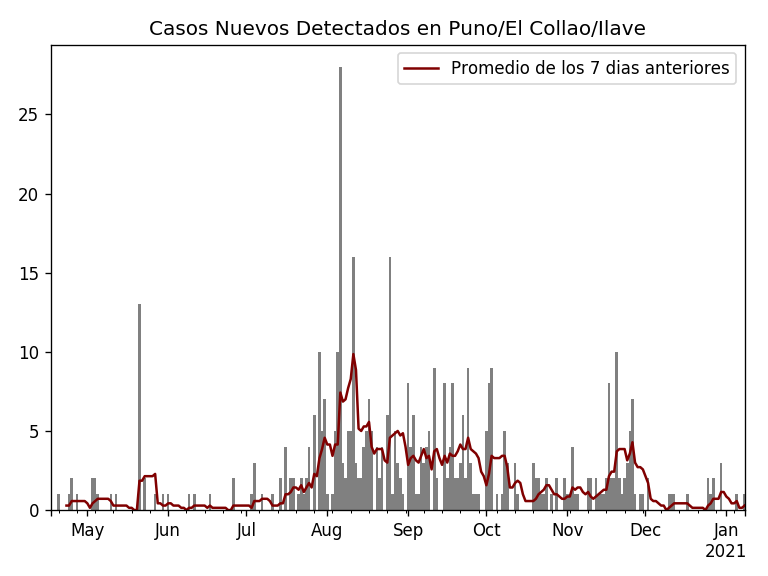 Casos Nuevos Detectados en Puno/El Collao/Ilave
Promedio de los 7 dias anteriores
25
20
15
10
5
0
May Jun Jul Aug Sep Oct Nov Dec Jan
2021